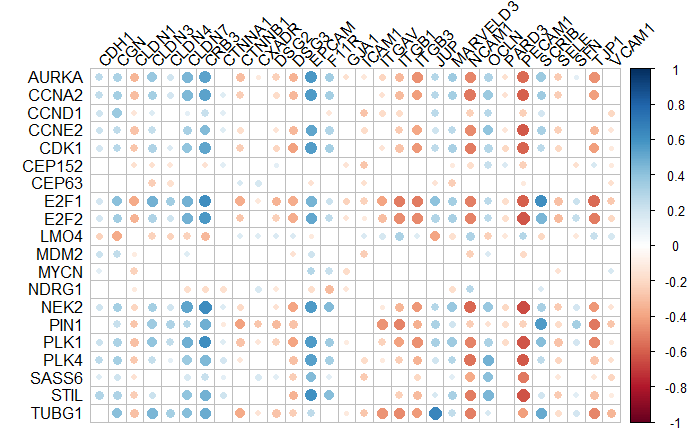 CDH1
CGN
CLDN1
CLDN3
CLDN4
CLDN7
CRB3
CTNNA1
CTNNB1
CXADR
DSG2
DSG3
EPCAM
F11R
GJA1
ICAM1
ITGAV
ITGB1
ITGB3
JUP
MARVELD3
NCAM1
OCLN
PARD3
PECAM1
SCRIB
SELE
SFN
TJP1
VCAM1
AURKA
CCNA2
CCND1
CCNE2
CDK1
CEP152
CEP63
E2F1
E2F2
LMO4
MDM2
MYCN
NDRG1
NEK2
PIN1
PLK1
PLK4
SASS6
STIL
TUBG1
1
0.8
0.6
0.4
0.2
0
-0.2
-0.4
-0.6
-0.8
-1